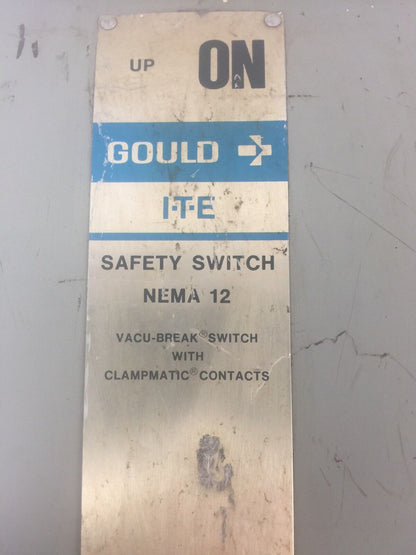 UP ON
GOULD
I-T-E
SAFETY SWITCH
NEMA 12
VACU-BREAK® SWITCH
WITH
CLAMPMATIC® CONTACTS